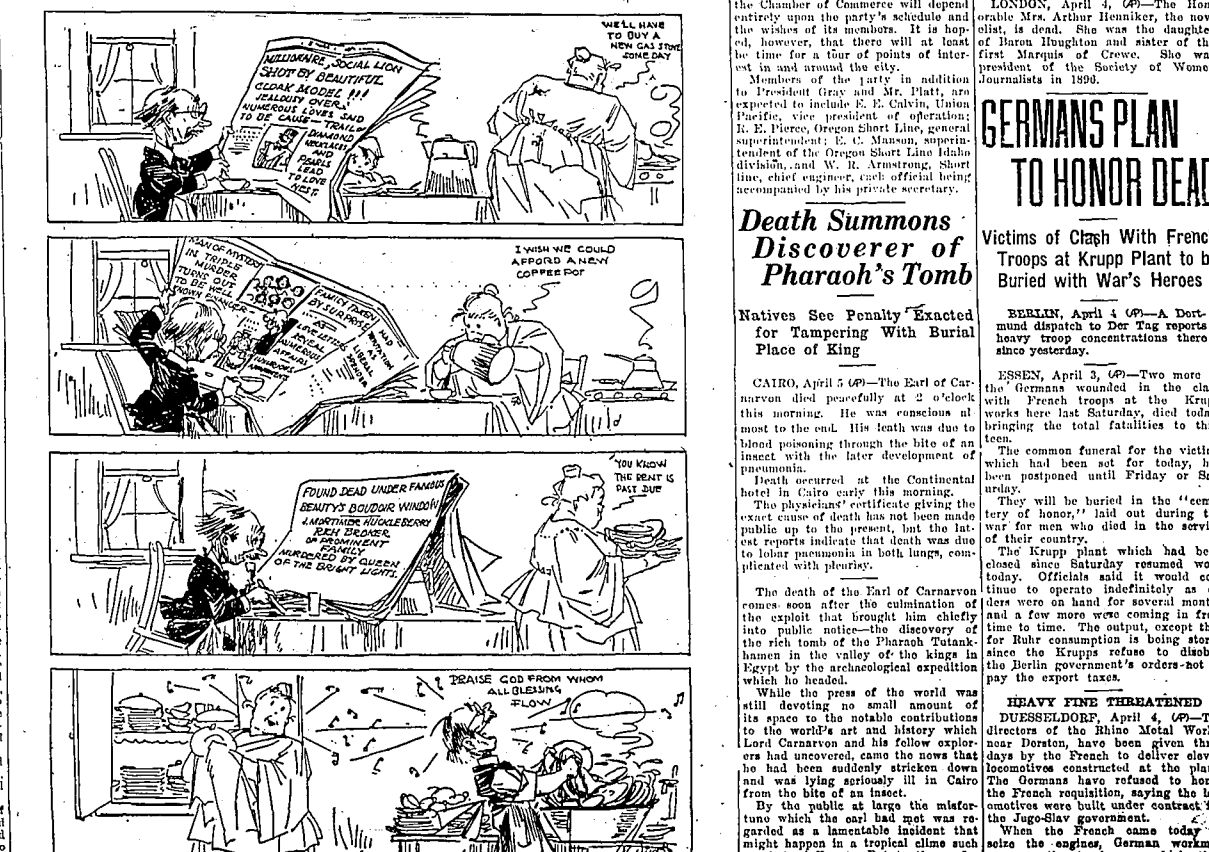 WE'LL HAVE
TO BUY A
NEW GAS STOVE
SOME DAY
MILLIONAIRE, SOCIAL LION
SHOT BY BEAUTIFUL
CLOAK MODEL !!!
JEALOUSY OVER
NUMEROUS LOVES SAID
TO BE CAUSE – TRAIL OF
DIAMOND
NECKLACES
AND
PEARLS
LEAD
TO LOVE
NEST.
I WISH WE COULD
AFFORD A NEW
COFFEE POT
MAN OF MYSTERY
IN TRIPLE
MURDER
TURNS OUT
TO BE WELL
KNOWN FINANCIER –
FAMILY TAKEN
BY SURPRISE
LOVE LETTERS
REVEAL
NUMEROUS
AFFAIRS
LUXURIOUS
APARTMENTS
HAD
REPUTATION
AS
LIBERAL
SPENDER
YOU KNOW
THE RENT IS
PAST DUE
FOUND DEAD UNDER FAMOUS
BEAUTY'S BOUDOIR WINDOW
J. MORTIMER HUCKLEBERRY
RICH BROKER
OF PROMINENT
FAMILY
MURDERED BY QUEEN
OF THE BRIGHT LIGHTS.
PRAISE GOD FROM WHOM
ALL BLESSING
FLOW
the Chamber of Commerce will depend
entirely upon the party's schedule and
the wishes of its members. It is hop-
ed, however, that there will at least
be time for a tour of points of inter-
est in and around the city.
Members of the party in addition
to President Gray and Mr. Platt, are
expected to include E. E. Calvin, Union
Pacific, vice president of operation;
R. E. Pierce, Oregon Short Line, general
superintendent; E. C. Manson, superin-
tendent of the Oregon Short Line Idaho
division, and W. R. Armstrong, Short
line, chief engineer, each official being
accompanied by his private secretary.
Death Summons
Discoverer of
Pharaoh's Tomb
Natives See Penalty Exacted
for Tampering With Burial
Place of King
CAIRO, April 5 (AP)—The Earl of Car-
narvon died peacefully at 2 o'clock
this morning. He was conscious al
most to the end. His death was due to
blood poisoning through the bite of an
insect with the later development of
pneumonia.
Death occurred at the Continental
hotel in Cairo early this morning.
The physicians' certificate giving the
exact cause of death has not been made
public up to the present, but the lat-
est reports indicate that death was due
to lobar pneumonia in both lungs, com-
plicated with pleurisy.
The death of the Earl of Carnarvon
comes soon after the culmination of
the exploit that brought him chiefly
into public notice—the discovery of
the rich tomb of the Pharaoh Tutank-
hamen in the valley of the kings in
Egypt by the archaeological expedition
which he headed.
While the press of the world was
still devoting no small amount of
its space to the notable contributions
to the world's art and history which
Lord Carnarvon and his fellow explor-
ers had uncovered, came the news that
he had been suddenly stricken down
and was lying seriously ill in Cairo
from the bite of an insect.
By the public at large the misfor-
tune which the earl had met was re-
garded as a lamentable incident that
might happen in a tropical clime such
LONDON, April 4, (AP)—The Hon
orable Mrs. Arthur Henniker, the nov
elist, is dead. She was the daughte
of Baron Houghton and sister of th
first Marquis of Crewe. She wa
president of the Society of Wome
Journalists in 1896.
GERMANS PLAN
TO HONOR DEAD
Victims of Clash With Frenc
Troops at Krupp Plant to b
Buried with War's Heroes
BERLIN, April 4 (AP)—A Dort-
mund dispatch to Der Tag reports
heavy troop concentrations there
since yesterday.
ESSEN, April 3, (AP)—Two more
the Germans wounded in the cla
with French troops at the Krup
works here last Saturday, died toda
bringing the total fatalities to thi
teen.
The common funeral for the victi
which had been set for today, h
been postponed until Friday or Sa
urday.
They will be buried in the "cem
tery of honor," laid out during t
war for men who died in the servi
of their country.
The Krupp plant which had be
closed since Saturday resumed wo
today. Officials said it would co
tinue to operate indefinitely as o
ders were on hand for several mont
and a few more were coming in fro
time to time. The output, except th
for Ruhr consumption is being stor
since the Krupps refuse to disob
the Berlin government's orders not
pay the export taxes.
HEAVY FINE THREATENED
DUESSELDORF, April 4, (AP)—T
directors of the Rhine Metal Wor
near Dorsten, have been given thr
days by the French to deliver elev
locomotives constructed at the pla
The Germans have refused to hon
the French requisition, saying the l
omotives were built under contract f
the Jugo-Slav government.
When the French came today
seize the engines, German workm